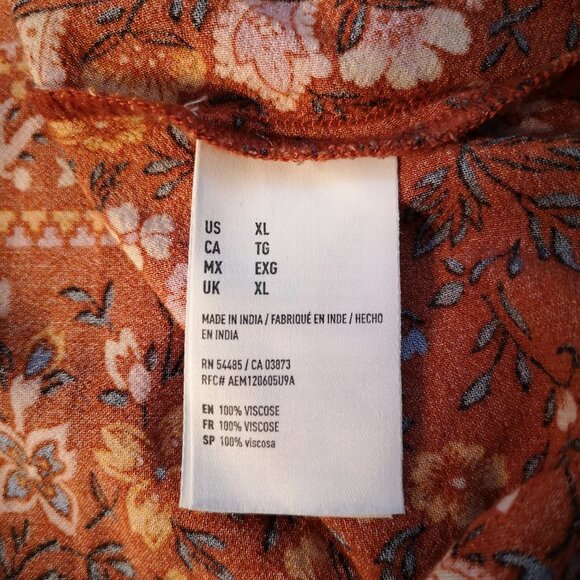 US XL
CA TG
MX EXG
UK XL
MADE IN INDIA / FABRIQUÉ EN INDE / HECHO
EN INDIA
RN 54485 / CA 03873
RFC# AEM120605U9A
EN 100% VISCOSE
FR 100% VISCOSE
SP 100% viscosa